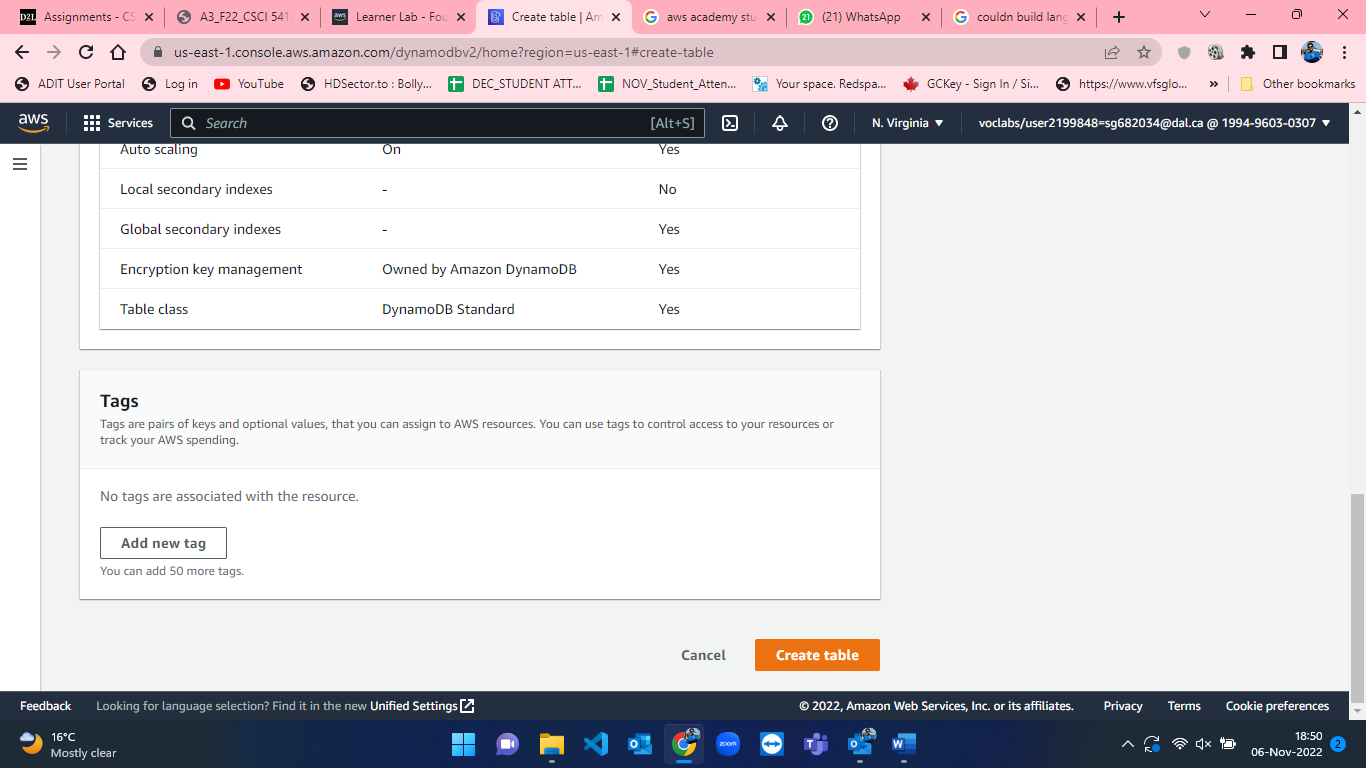 D2L Assignments - CS
A3_F22_CSCI 541
aws Learner Lab - Fou
Create table | Am
aws academy stu
21 (21) WhatsApp
couldn build lang
us-east-1.console.aws.amazon.com/dynamodbv2/home?region=us-east-1#create-table
ADIT User Portal
Log in
YouTube
HDSector.to : Bolly...
DEC_STUDENT ATT...
NOV_Student_Atten...
Your space. Redspa...
GCKey - Sign In / Si...
https://www.vfsglo...
»
Other bookmarks
aws
Services
Search
[Alt+S]
N. Virginia
voclabs/user2199848=sg682034@dal.ca @ 1994-9603-0307
Auto scaling On Yes
Local secondary indexes - No
Global secondary indexes - Yes
Encryption key management Owned by Amazon DynamoDB Yes
Table class DynamoDB Standard Yes
Tags
Tags are pairs of keys and optional values, that you can assign to AWS resources. You can use tags to control access to your resources or
track your AWS spending.
No tags are associated with the resource.
Add new tag
You can add 50 more tags.
Cancel
Create table
Feedback
Looking for language selection? Find it in the new Unified Settings
© 2022, Amazon Web Services, Inc. or its affiliates.
Privacy
Terms
Cookie preferences
16°C
Mostly clear
zoom
18:50
06-Nov-2022
2